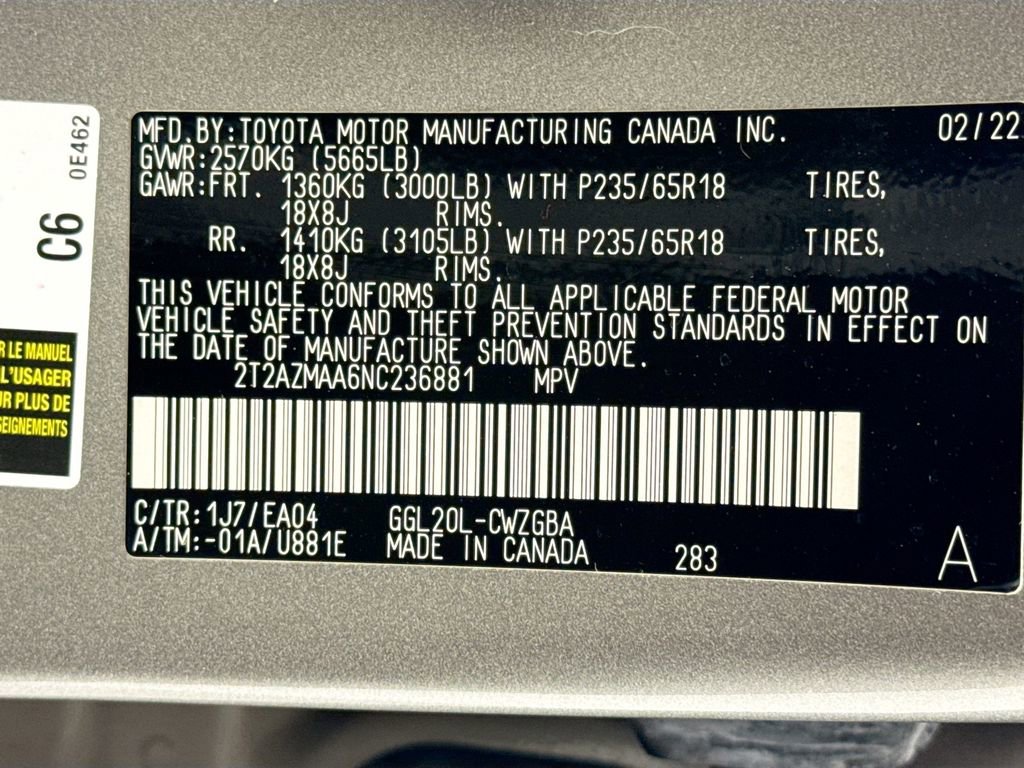 0E462
C6
R LE MANUEL
L'USAGER
R PLUS DE
SEIGNEMENTS
MFD.BY:TOYOTA MOTOR MANUFACTURING CANADA INC. 02/22
GVWR:2570KG (5665LB)
GAWR:FRT. 1360KG (3000LB) WITH P235/65R18 TIRES,
18X8J RIMS.
RR. 1410KG (3105LB) WITH P235/65R18 TIRES,
18X8J RIMS.
THIS VEHICLE CONFORMS TO ALL APPLICABLE FEDERAL MOTOR
VEHICLE SAFETY AND THEFT PREVENTION STANDARDS IN EFFECT ON
THE DATE OF MANUFACTURE SHOWN ABOVE.
2T2AZMAA6NC236881 MPV
C/TR:1J7/EA04 GGL20L-CWZGBA
A/TM:-01A/U881E MADE IN CANADA 283 A